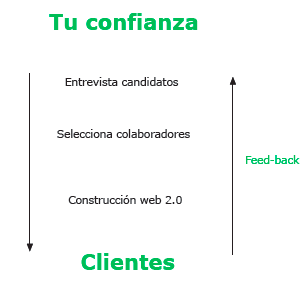 Tu confianza
Entrevista candidatos
Selecciona colaboradores
Feed-back
Construcción web 2.0
Clientes